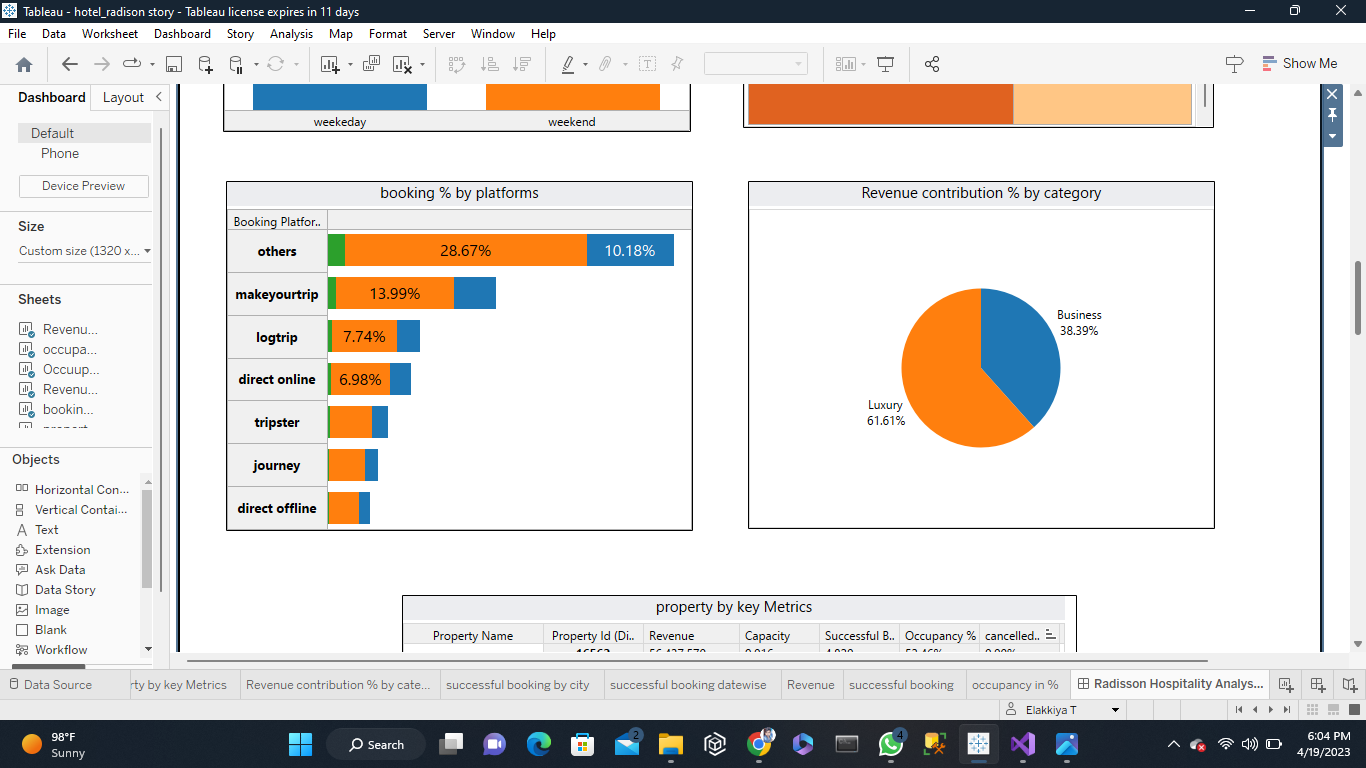 Tableau - hotel_radison story - Tableau license expires in 11 days
File Data Worksheet Dashboard Story Analysis Map Format Server Window Help
Show Me
Dashboard Layout
Default
Phone
Device Preview
Size
Custom size (1320 x...
Sheets
Revenu...
occupa...
Occuup...
Revenu...
bookin...
Objects
Horizontal Con...
Vertical Contai...
Text
Extension
Ask Data
Data Story
Image
Blank
Workflow
weekeday weekend
booking % by platforms
Booking Platfor..
others 28.67% 10.18%
makeyourtrip 13.99%
logtrip 7.74%
direct online 6.98%
tripster
journey
direct offline
Revenue contribution % by category
Business
38.39%
Luxury
61.61%
property by key Metrics
Property Name Property Id (Di.. Revenue Capacity Successful B.. Occupancy % cancelled..
Data Source rty by key Metrics Revenue contribution % by cate... successful booking by city successful booking datewise Revenue successful booking occupancy in % Radisson Hospitality Analys...
Elakkiya T
98°F
Sunny
Search
2
4
6:04 PM
4/19/2023